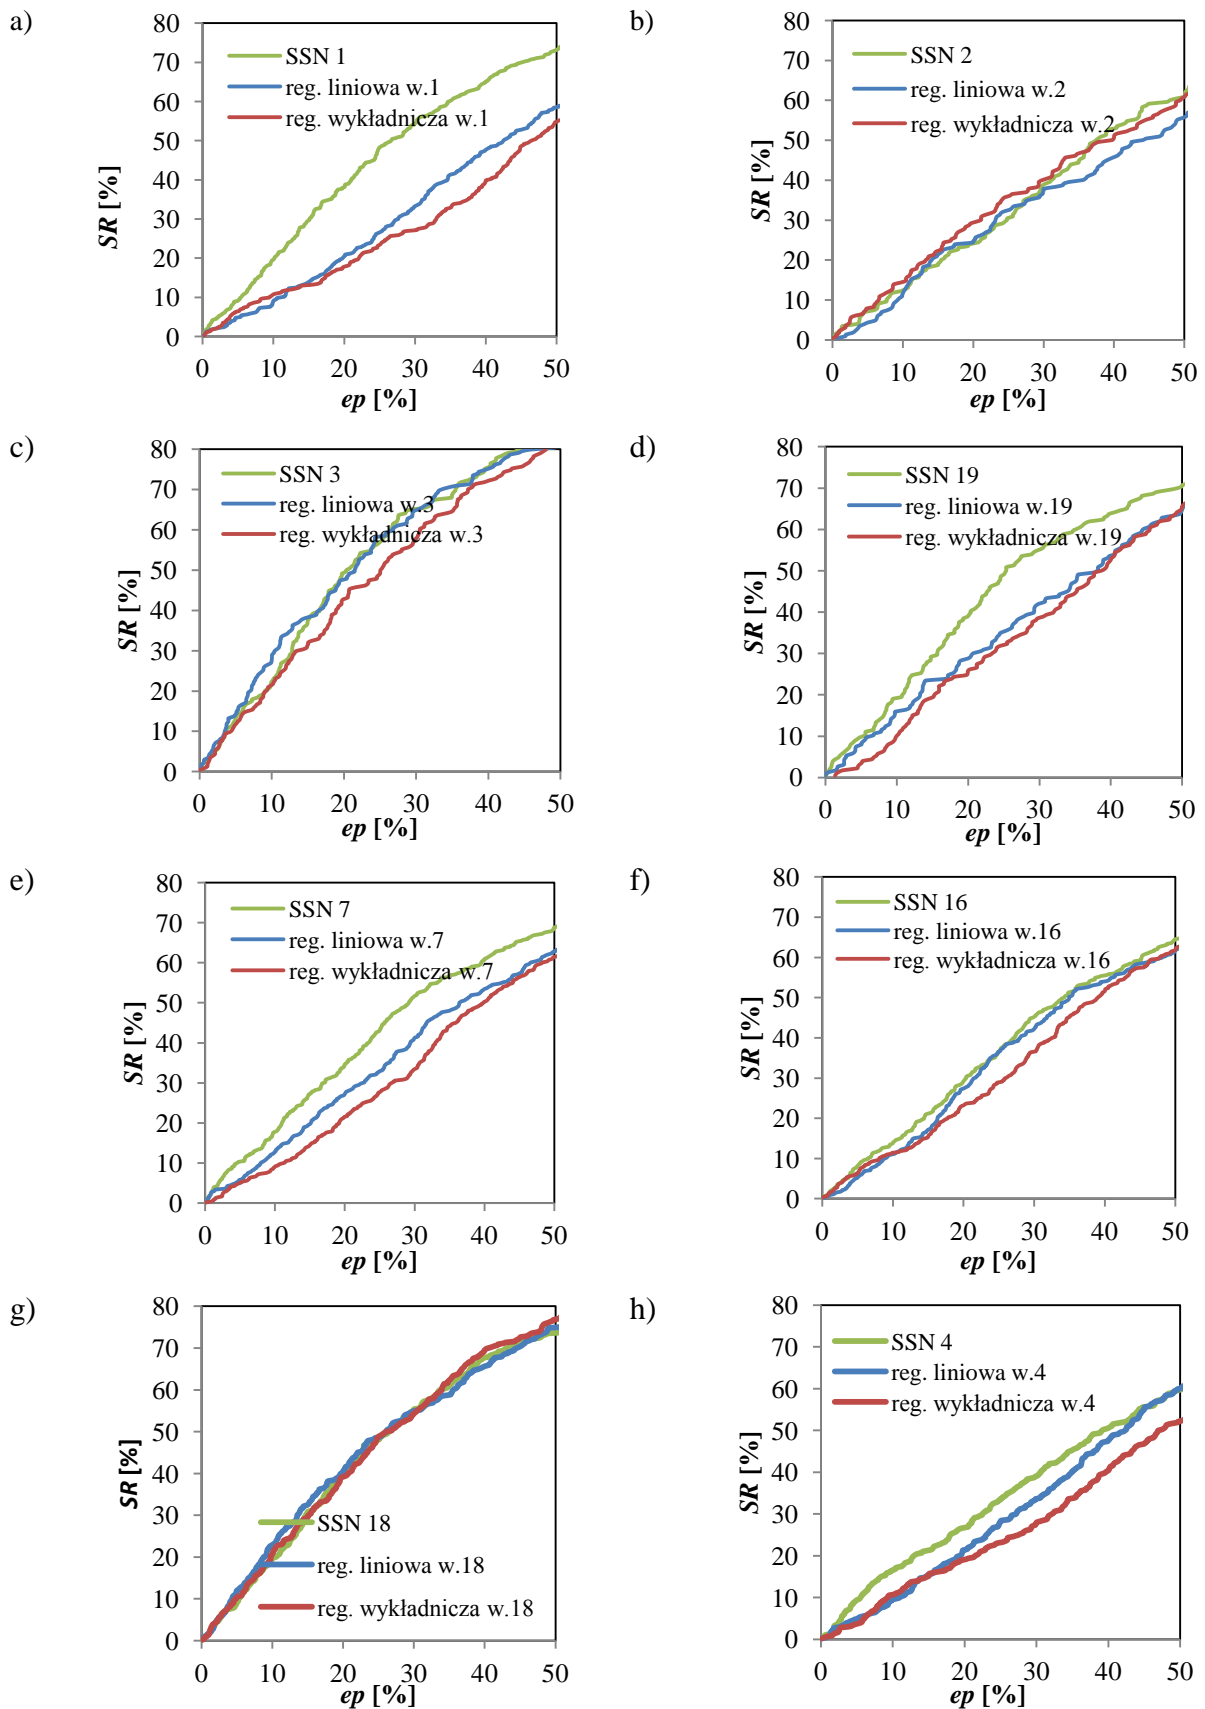 a)
80
70
60
50
40
30
20
10
0
SR [%]
SSN 1
reg. liniowa w.1
reg. wykładnicza w.1
0 10 20 30 40 50
ep [%]
b)
80
70
60
50
40
30
20
10
0
SR [%]
SSN 2
reg. liniowa w.2
reg. wykładnicza w.2
0 10 20 30 40 50
ep [%]
c)
80
70
60
50
40
30
20
10
0
SR [%]
SSN 3
reg. liniowa w.3
reg. wykładnicza w.3
0 10 20 30 40 50
ep [%]
d)
80
70
60
50
40
30
20
10
0
SR [%]
SSN 19
reg. liniowa w.19
reg. wykładnicza w.19
0 10 20 30 40 50
ep [%]
e)
80
70
60
50
40
30
20
10
0
SR [%]
SSN 7
reg. liniowa w.7
reg. wykładnicza w.7
0 10 20 30 40 50
ep [%]
f)
80
70
60
50
40
30
20
10
0
SR [%]
SSN 16
reg. liniowa w.16
reg. wykładnicza w.16
0 10 20 30 40 50
ep [%]
g)
80
70
60
50
40
30
20
10
0
SR [%]
SSN 18
reg. liniowa w.18
reg. wykładnicza w.18
0 10 20 30 40 50
ep [%]
h)
80
70
60
50
40
30
20
10
0
SR [%]
SSN 4
reg. liniowa w.4
reg. wykładnicza w.4
0 10 20 30 40 50
ep [%]